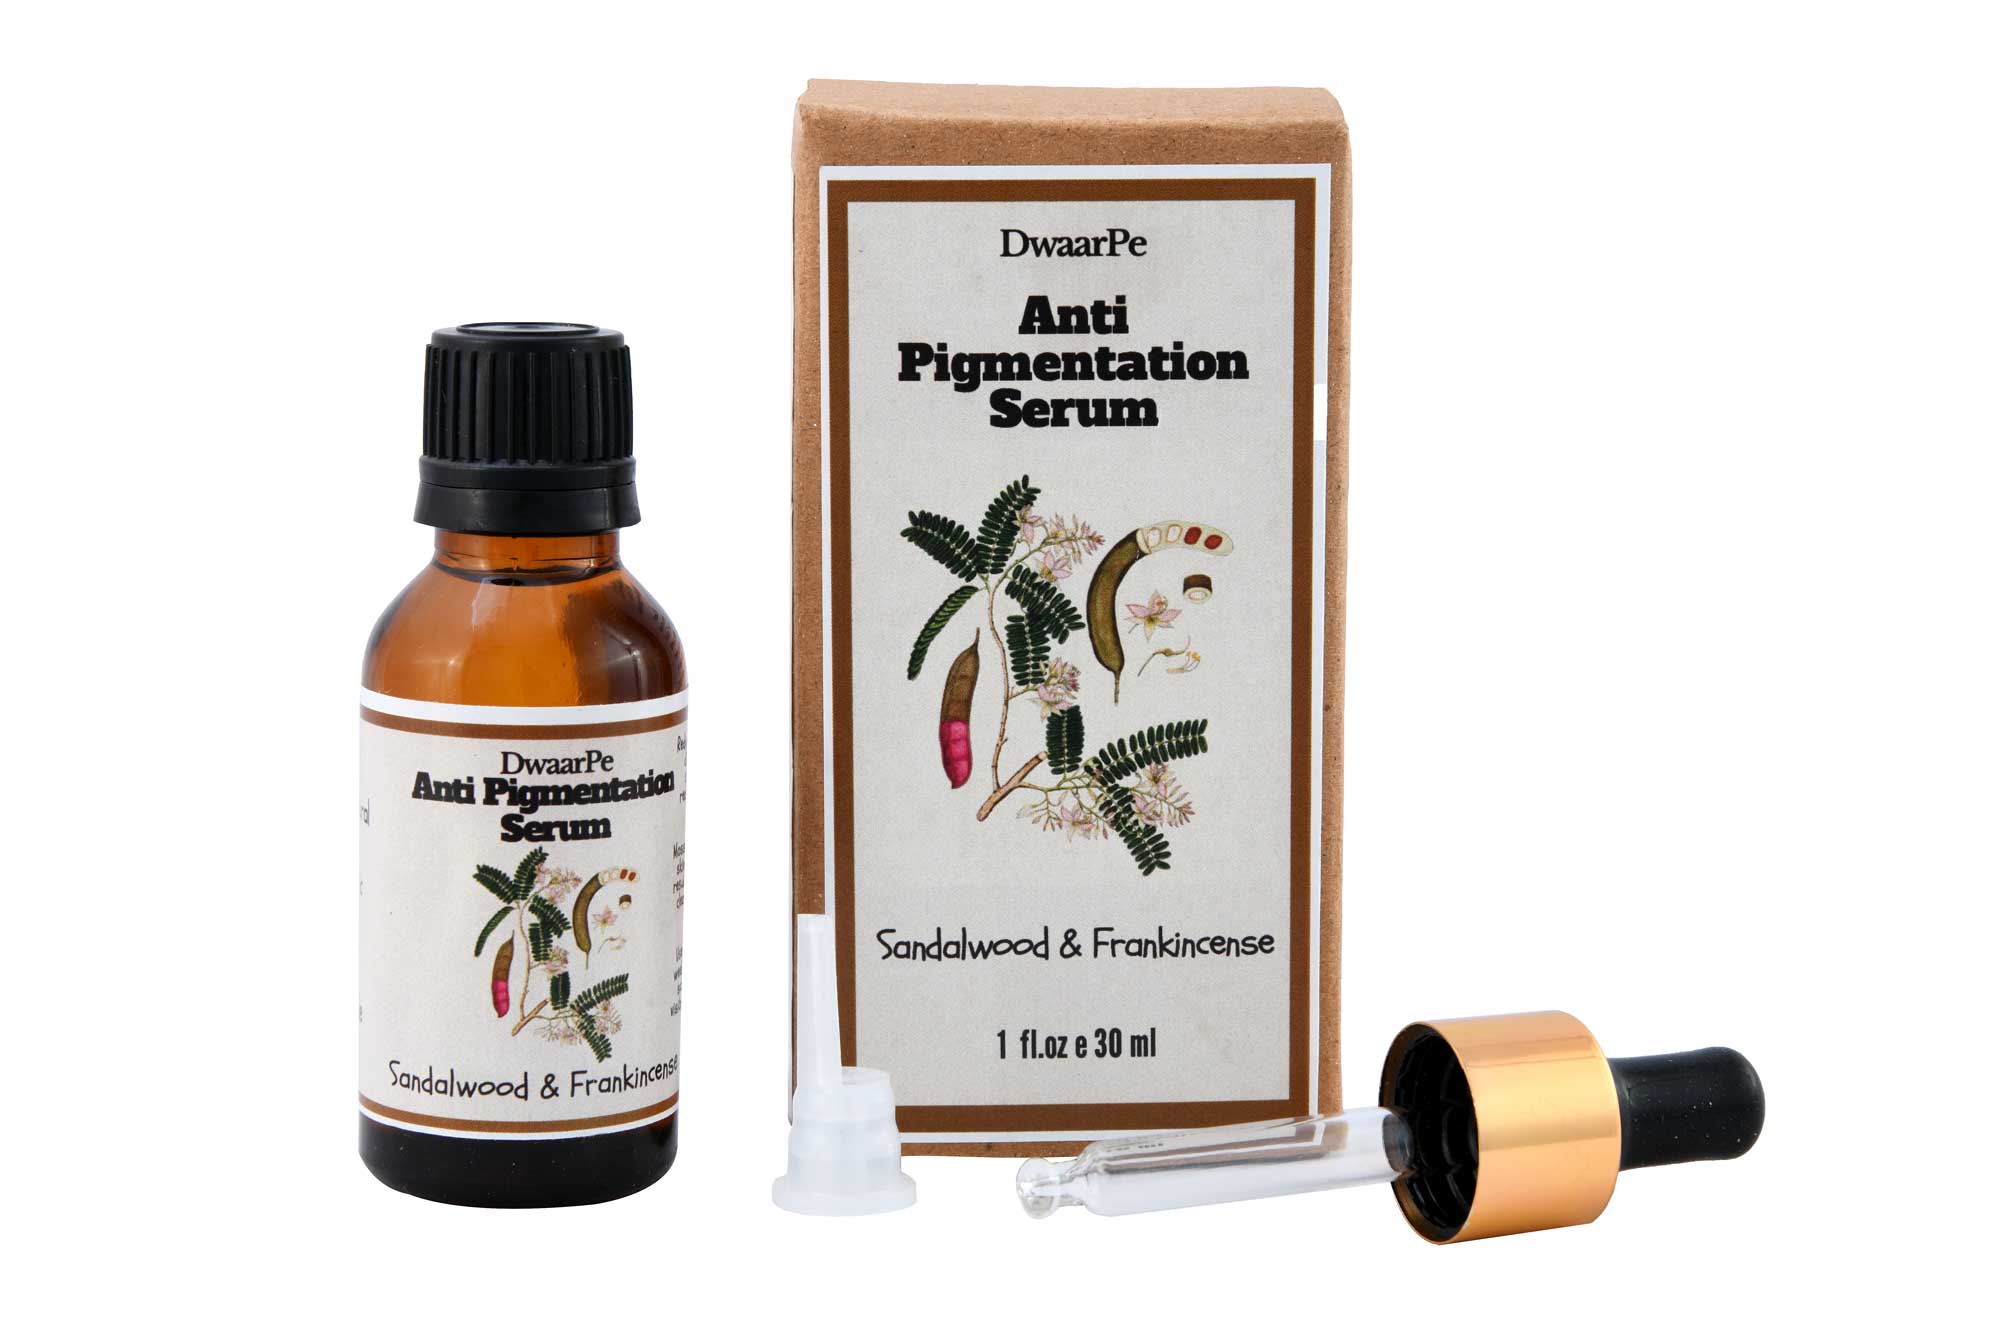 DwaarPe
Anti
Pigmentation
Serum
Sandalwood & Frankincense
1 fl.oz e 30 ml
DwaarPe
Anti Pigmentation
Serum
Sandalwood & Frankincense